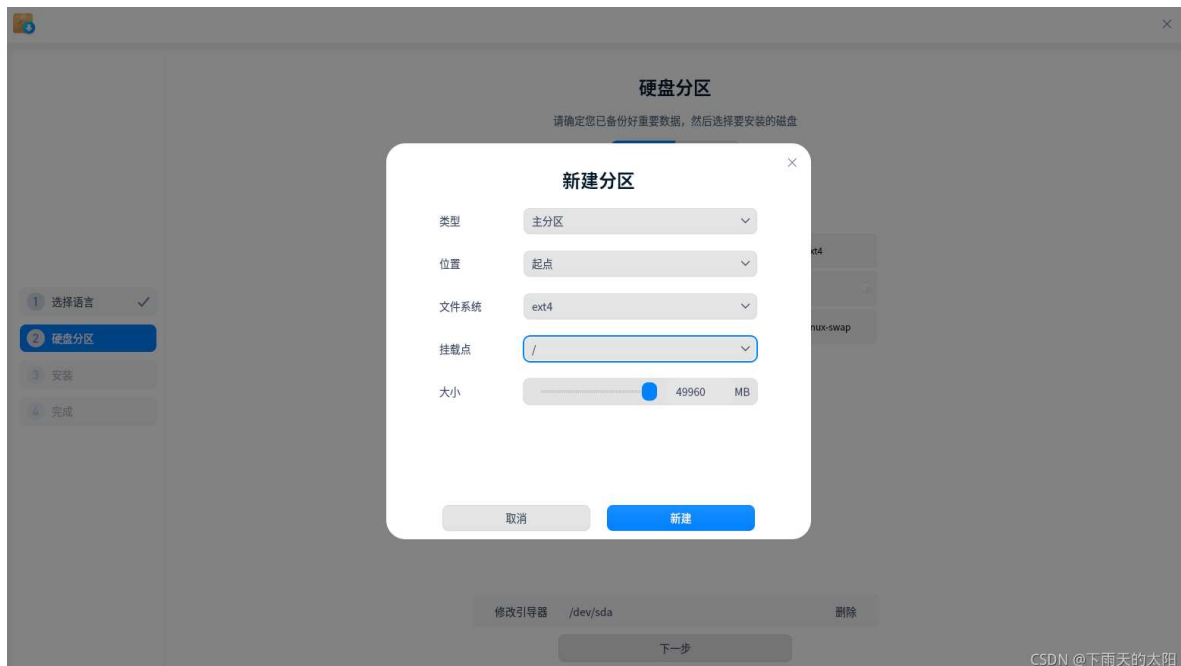 硬盘分区
请确定您已备份好重要数据，然后选择要安装的磁盘
新建分区
类型 主分区
位置 起点
文件系统 ext4
挂载点 /
大小 49960 MB
取消 新建
xt4
nux-swap
1 选择语言
2 硬盘分区
3 安装
4 完成
修改引导器 /dev/sda 删除
下一步
CSDN @下雨天的太阳